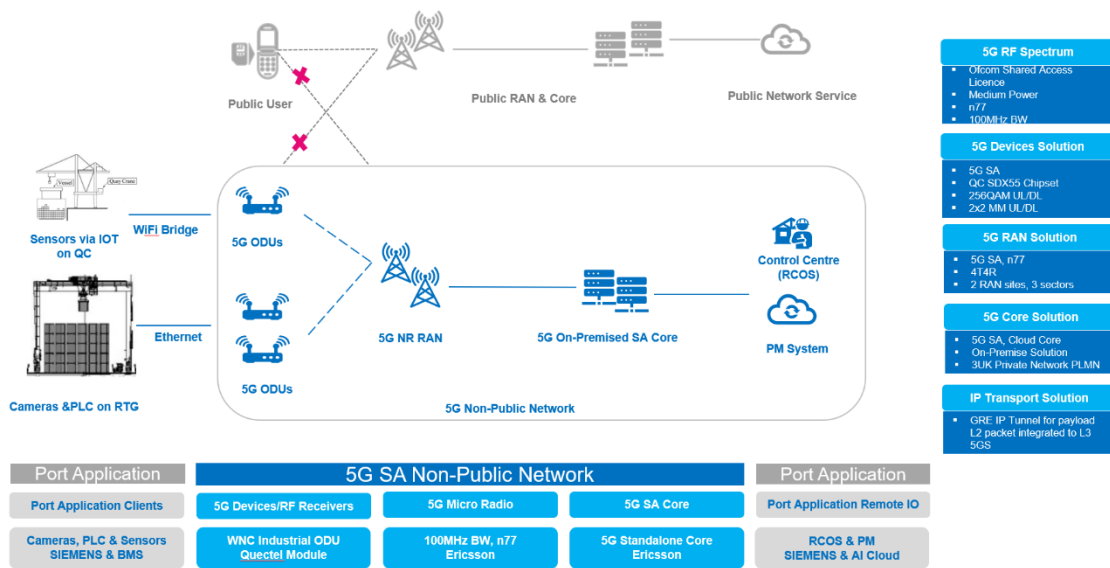 Public User
Public RAN & Core
Public Network Service
Vessel
Quay Crane
Sensors via IOT
on QC
WiFi Bridge
5G ODUs
Cameras &PLC on RTG
Ethernet
5G ODUs
5G NR RAN
5G On-Premised SA Core
Control Centre
(RCOS)
PM System
5G Non-Public Network
5G RF Spectrum
Ofcom Shared Access
Licence
Medium Power
n77
100MHz BW
5G Devices Solution
5G SA
QC SDX55 Chipset
256QAM UL/DL
2x2 MM UL/DL
5G RAN Solution
5G SA, n77
4T4R
2 RAN sites, 3 sectors
5G Core Solution
5G SA, Cloud Core
On-Premise Solution
3UK Private Network PLMN
IP Transport Solution
GRE IP Tunnel for payload
L2 packet integrated to L3
5GS
Port Application
5G SA Non-Public Network
Port Application
Port Application Clients
5G Devices/RF Receivers
5G Micro Radio
5G SA Core
Port Application Remote IO
Cameras, PLC & Sensors
SIEMENS & BMS
WNC Industrial ODU
Quectel Module
100MHz BW, n77
Ericsson
5G Standalone Core
Ericsson
RCOS & PM
SIEMENS & AI Cloud